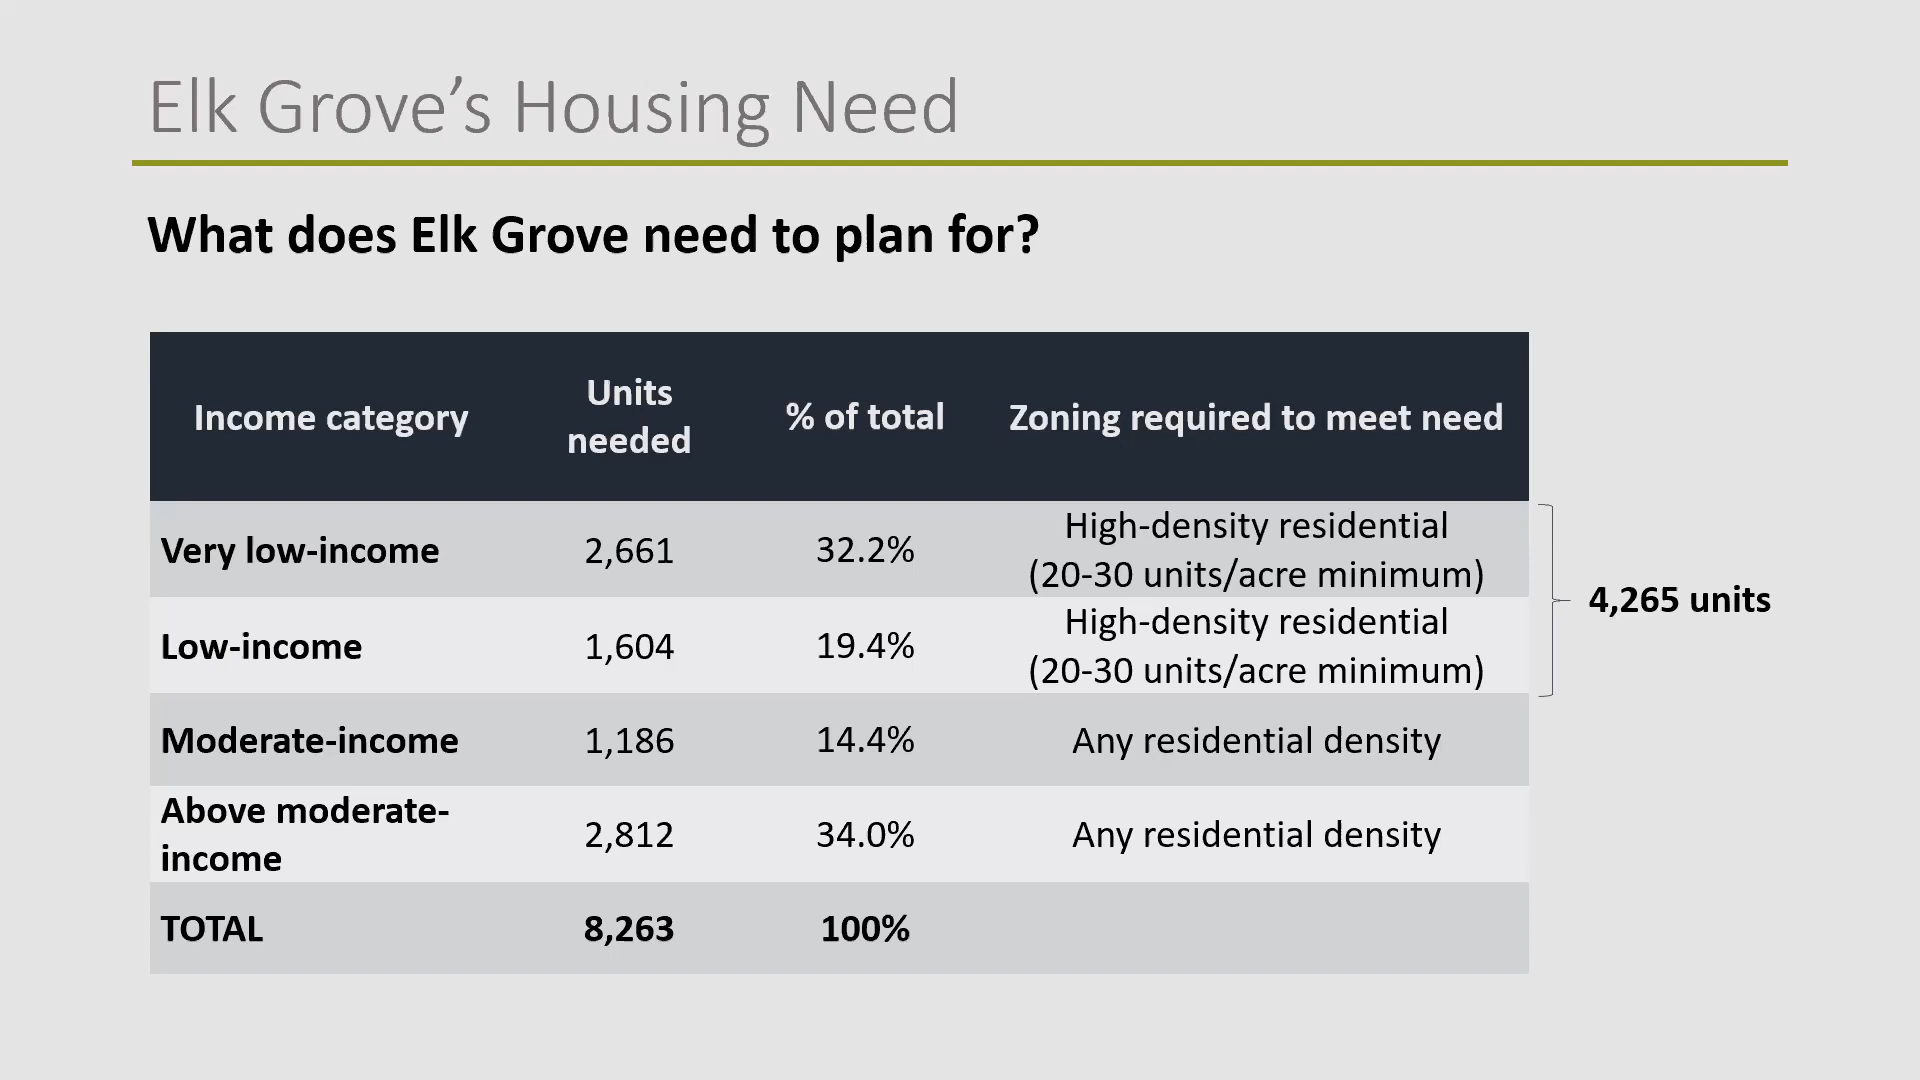 Elk Grove’s Housing Need
What does Elk Grove need to plan for?
Income category
Units
needed
% of total
Zoning required to meet need
Very low-income
2,661
32.2%
High-density residential
(20-30 units/acre minimum)
Low-income
1,604
19.4%
High-density residential
(20-30 units/acre minimum)
4,265 units
Moderate-income
1,186
14.4%
Any residential density
Above moderate-
income
2,812
34.0%
Any residential density
TOTAL
8,263
100%